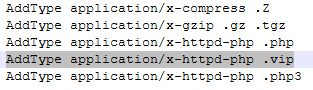 AddType application/x-compress .Z
AddType application/x-gzip .gz .tgz
AddType application/x-httpd-php .php
AddType application/x-httpd-php .vip
AddType application/x-httpd-php .php3